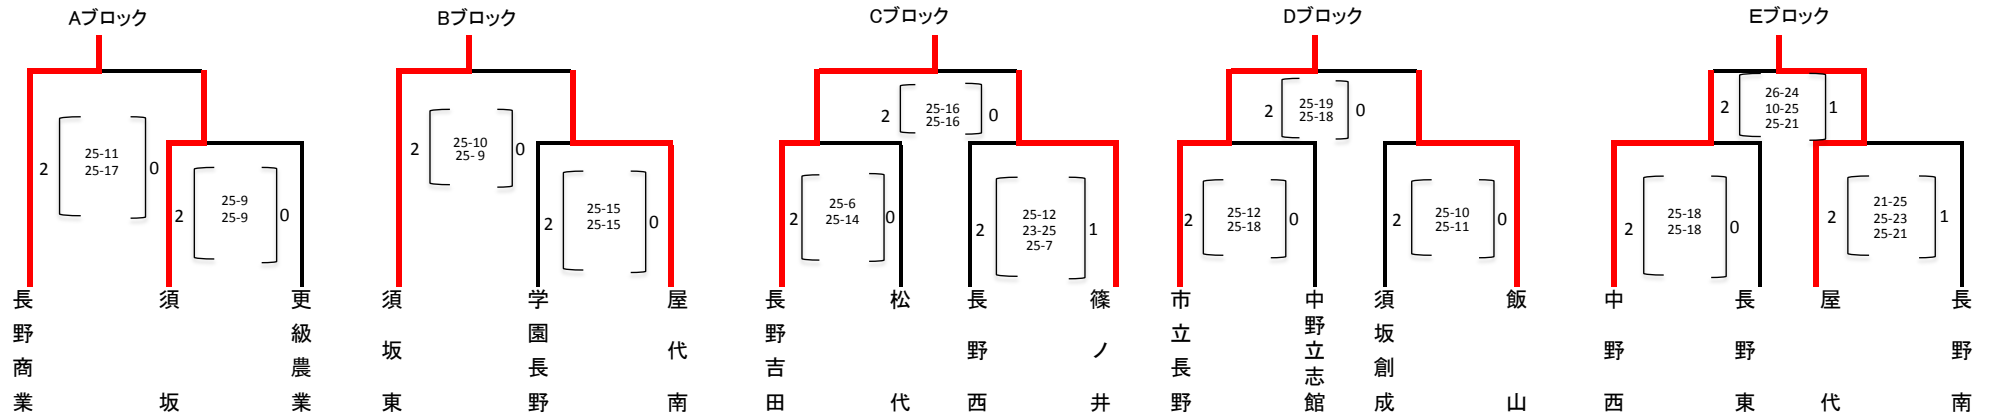 Aブロック
Bブロック
Cブロック
Dブロック
Eブロック
2
25-11
25-17
0
2
25-9
25-9
0
2
25-10
25- 9
0
2
25-15
25-15
0
2
25-16
25-16
0
2
25-6
25-14
0
2
25-12
23-25
25-7
1
2
25-19
25-18
0
2
25-12
25-18
0
2
25-10
25-11
0
2
26-24
10-25
25-21
1
2
25-18
25-18
0
2
21-25
25-23
25-21
1
長野商業
須坂
更級農業
須坂東
学園長野
屋代南
長野吉田
松代
長野西
篠ノ井
市立長野
中野立志館
須坂創成
飯山
中野西
長野東
屋代
長野南